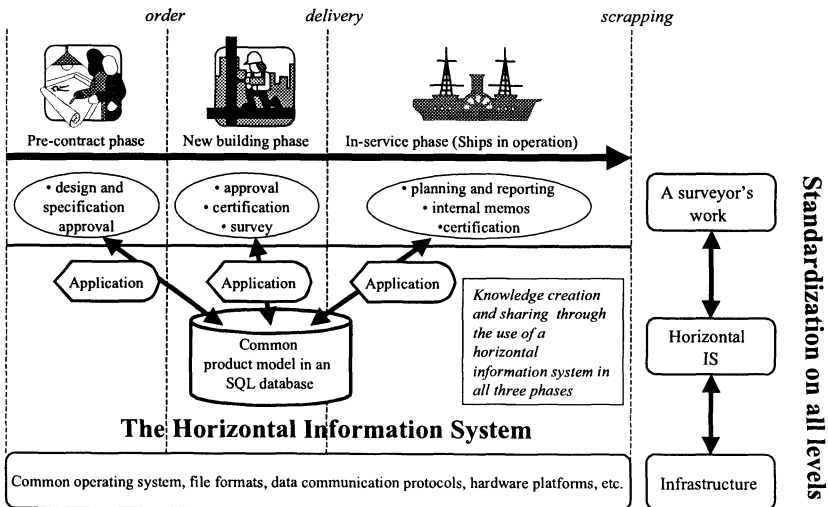 order
delivery
scrapping
Pre-contract phase
New building phase
In-service phase (Ships in operation)
• design and
specification
approval
• approval
• certification
• survey
• planning and reporting
• internal memos
•certification
A surveyor's
work
Application
Application
Application
Knowledge creation
and sharing through
the use of a
horizontal
information system in
all three phases
Common
product model in an
SQL database
Horizontal
IS
The Horizontal Information System
Common operating system, file formats, data communication protocols, hardware platforms, etc.
Infrastructure
Standardization on all levels